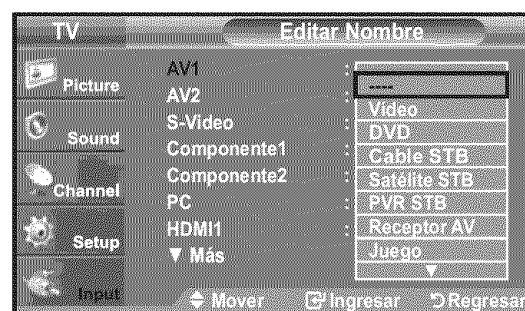 TV
Editar Nombre
Picture
Sound
Channel
Setup
Input
AV1 :
AV2 :
S-Video :
Componente1 :
Componente2 :
PC :
HDMI1 :
▼ Más
----
Vídeo
DVD
Cable STB
Satélite STB
PVR STB
Receptor AV
Juego
▼
Mover
Ingresar
Regresar